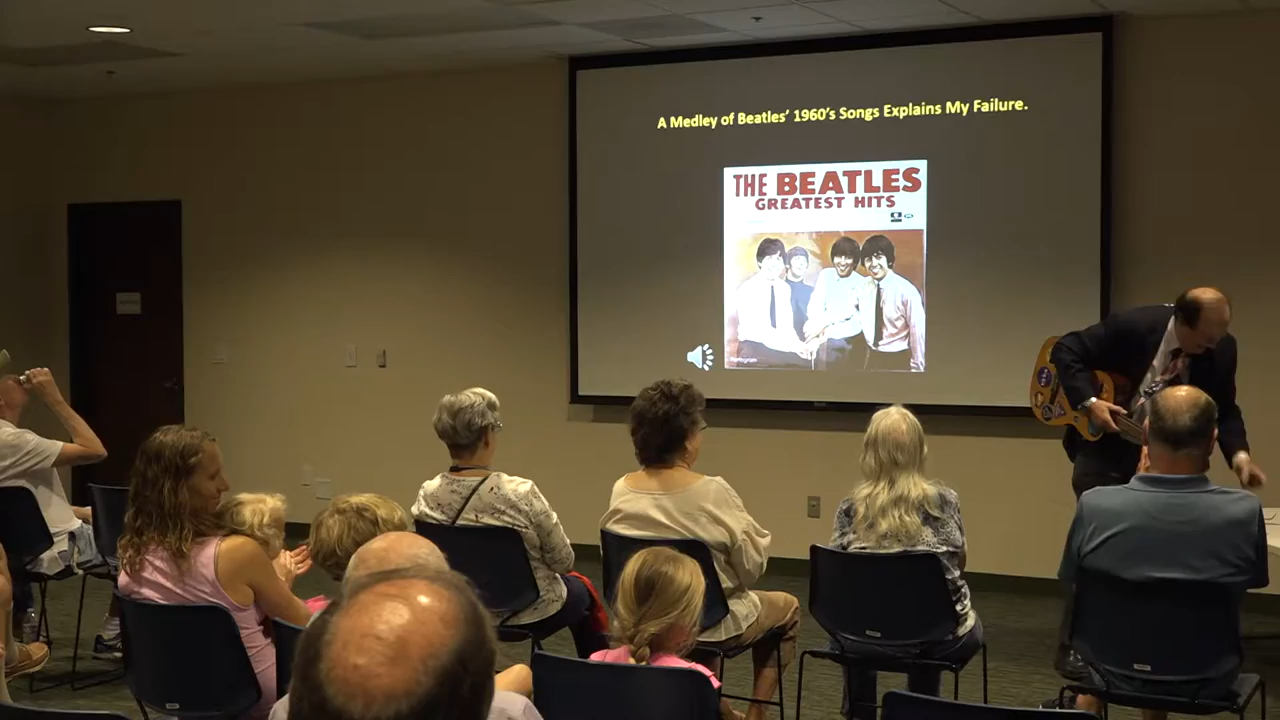 A Medley of Beatles' 1960's Songs Explains My Failure.
THE BEATLES
GREATEST HITS